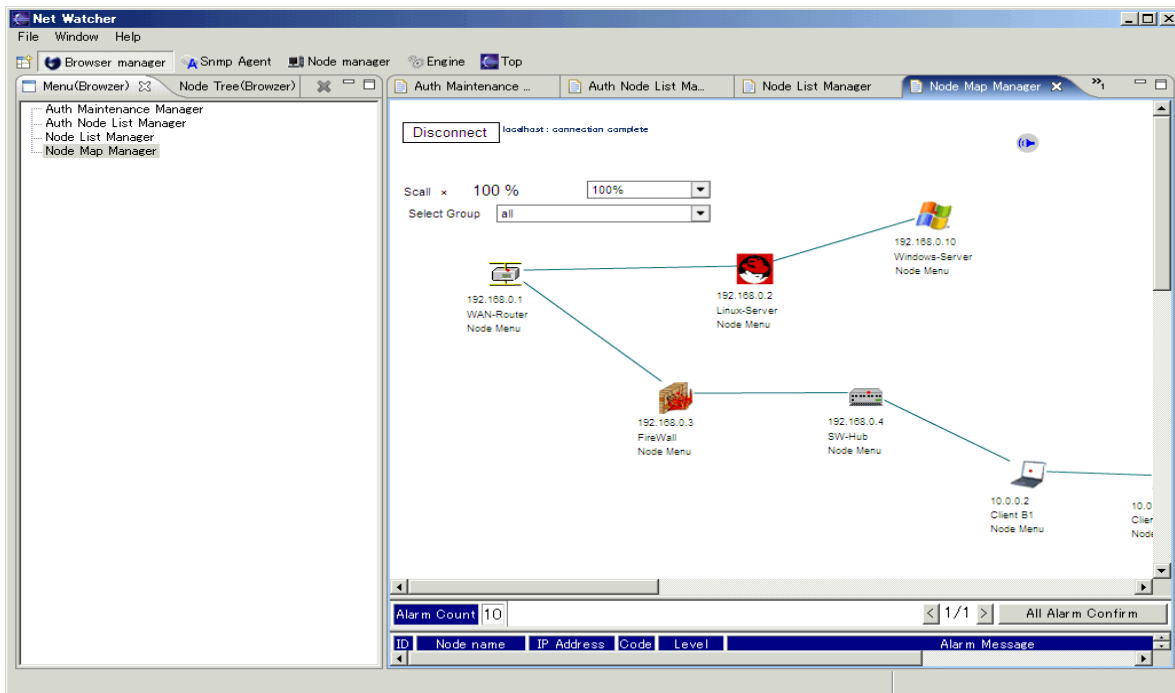 Net Watcher
File Window Help
Browser manager Snmp Agent Node manager Engine Top
Menu(Browzer) Node Tree(Browzer)
Auth Maintenance ... Auth Node List Ma... Node List Manager Node Map Manager »1
Auth Maintenance Manager
Auth Node List Manager
Node List Manager
Node Map Manager
Disconnect localhost : connection complete
Scall × 100 % 100%
Select Group all
192.168.0.10
Windows-Server
Node Menu
192.168.0.1
WAN-Router
Node Menu
192.168.0.2
Linux-Server
Node Menu
192.168.0.3
FireWall
Node Menu
192.168.0.4
SW-Hub
Node Menu
10.0.0.2
Client B1
Node Menu
10.0
Clier
Node
Alarm Count 10 < 1/1 > All Alarm Confirm
ID Node name IP Address Code Level Alarm Message